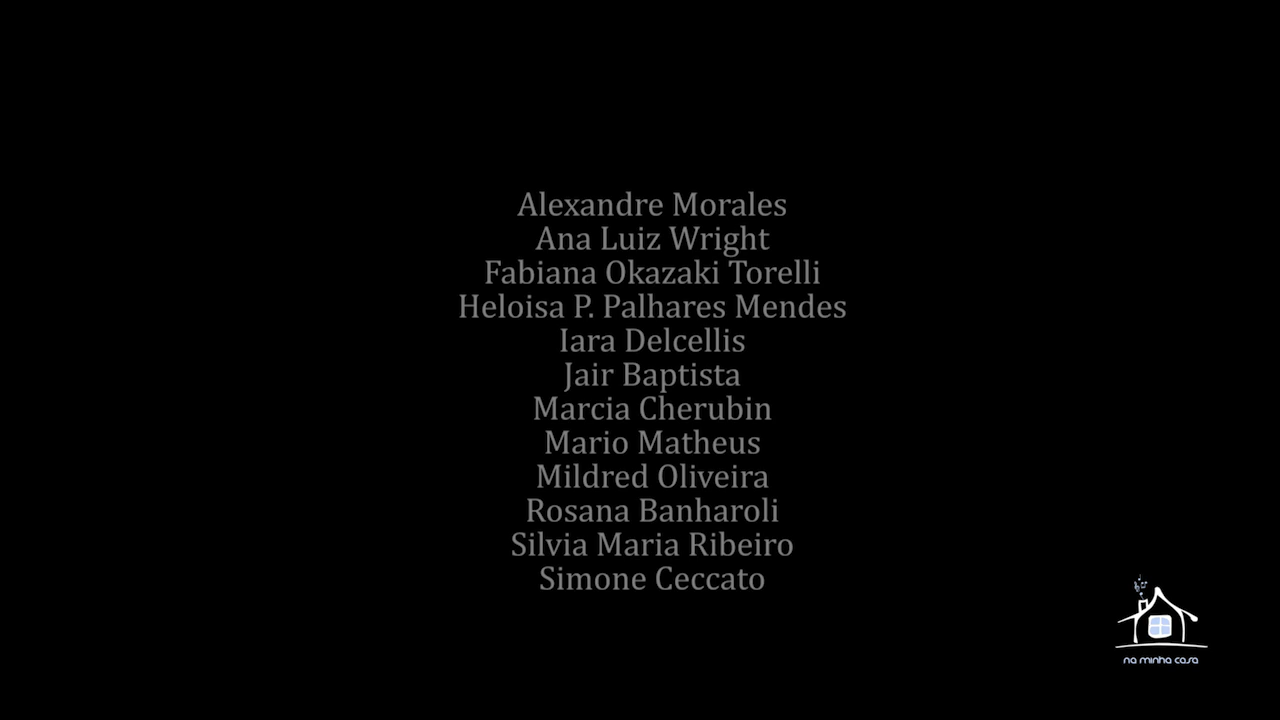 Alexandre Morales
Ana Luiz Wright
Fabiana Okazaki Torelli
Heloisa P. Palhares Mendes
Iara Delcellis
Jair Baptista
Marcia Cherubin
Mario Matheus
Mildred Oliveira
Rosana Banharoli
Silvia Maria Ribeiro
Simone Ceccato
na minha casa